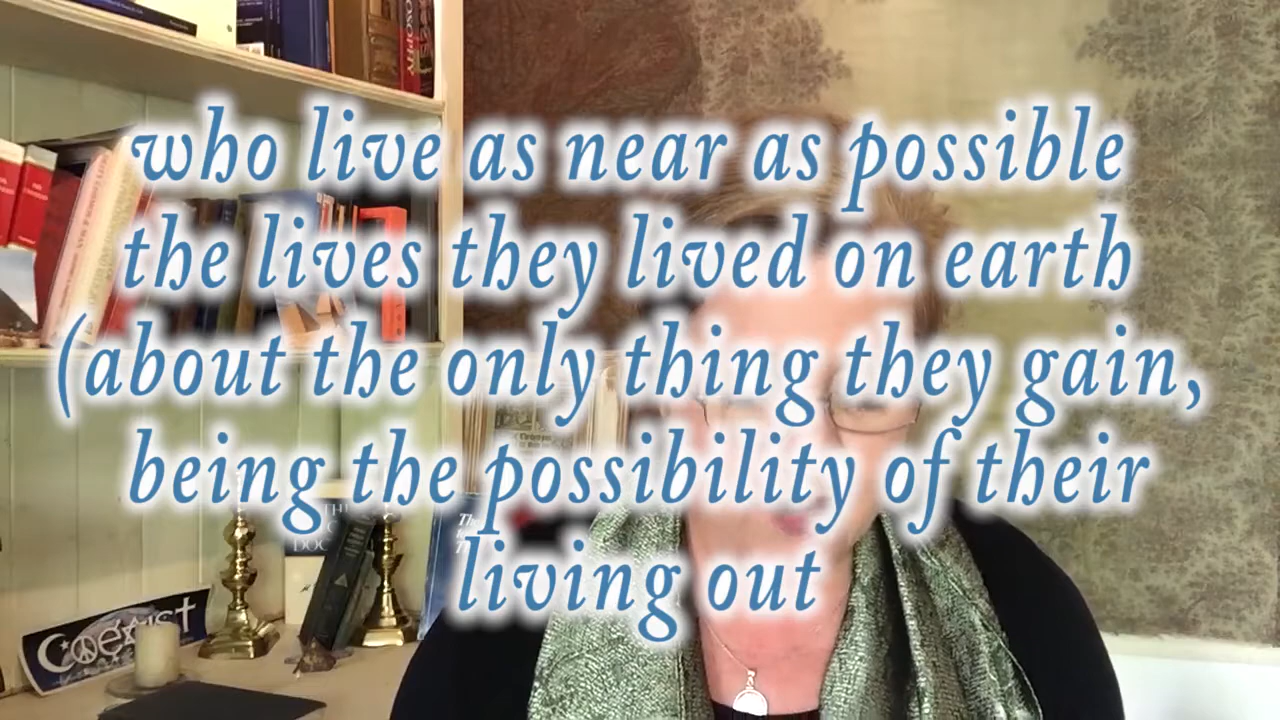 who live as near as possible
the lives they lived on earth
(about the only thing they gain,
being the possibility of their
living out
COEXIST